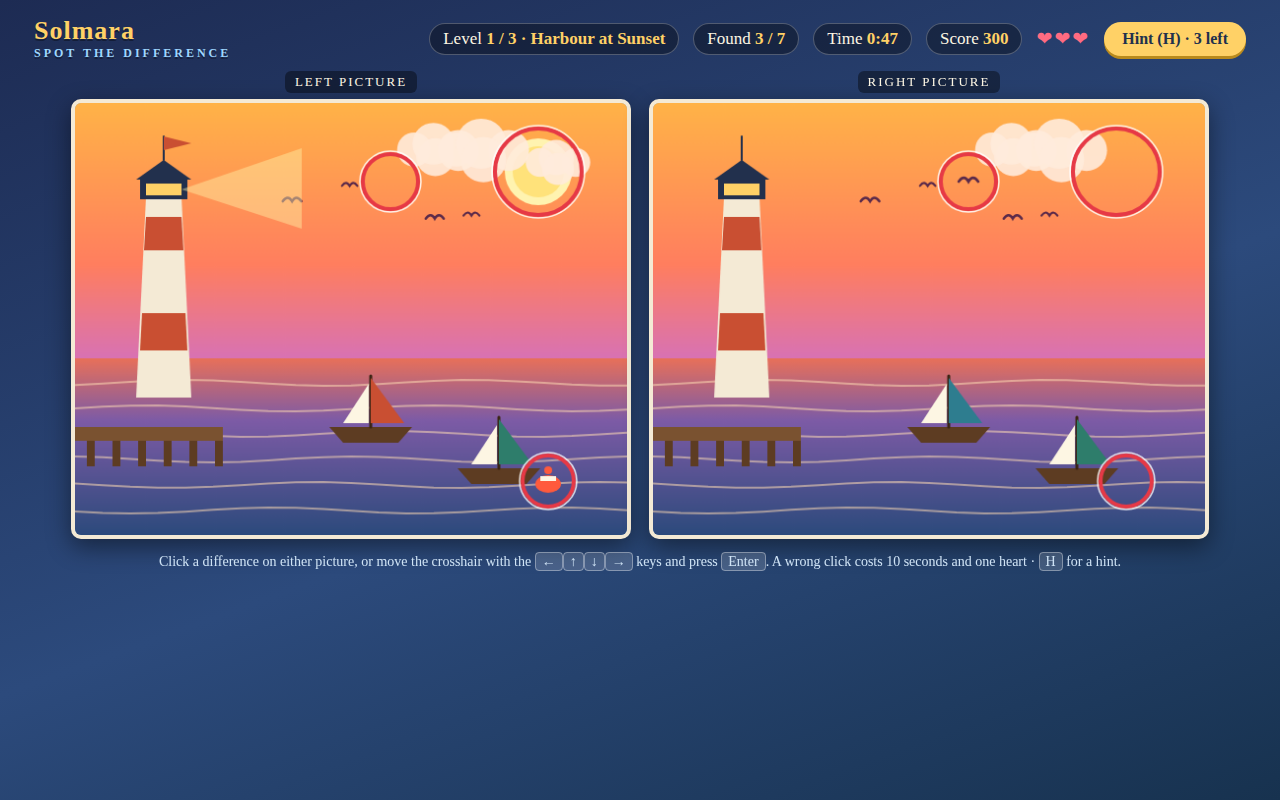 Solmara
SPOT THE DIFFERENCE
Level 1 / 3 · Harbour at Sunset
Found 3 / 7
Time 0:47
Score 300
❤❤❤
Hint (H) · 3 left
LEFT PICTURE
RIGHT PICTURE
Click a difference on either picture, or move the crosshair with the ← ↑ ↓ → keys and press Enter. A wrong click costs 10 seconds and one heart · H for a hint.